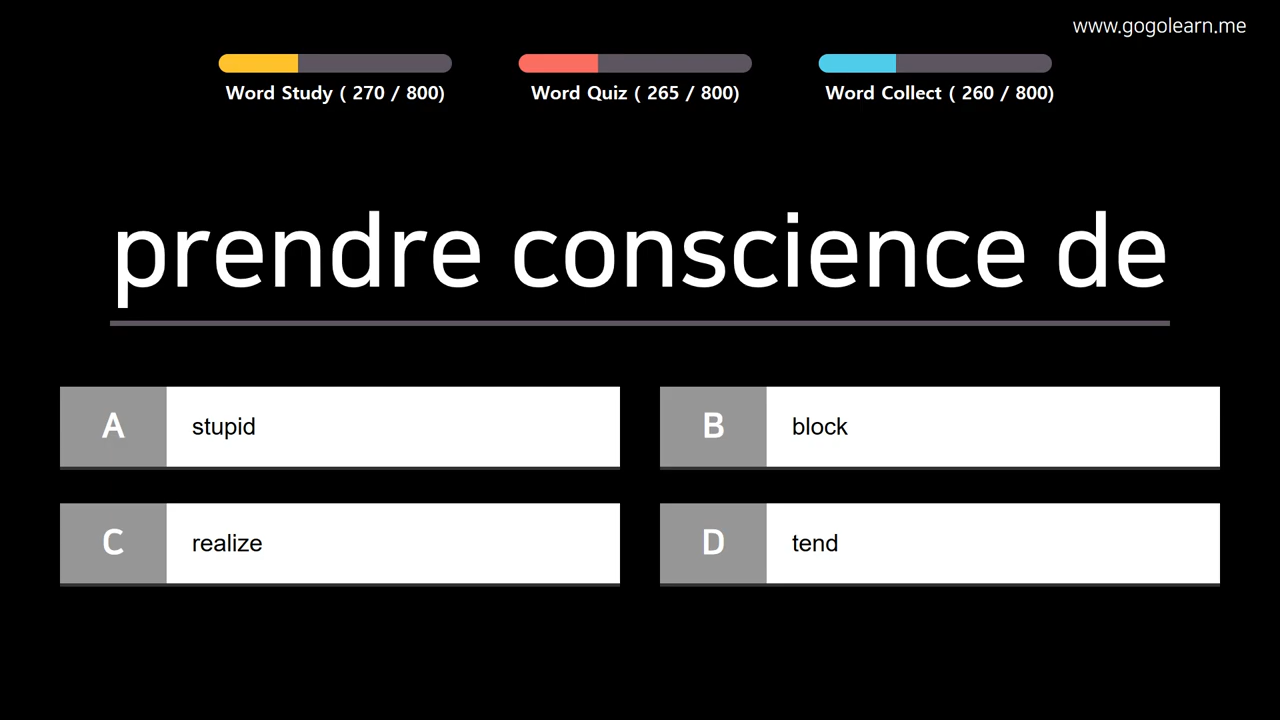 www.gogolearn.me
Word Study ( 270 / 800)
Word Quiz ( 265 / 800)
Word Collect ( 260 / 800)
prendre conscience de
A stupid
B block
C realize
D tend